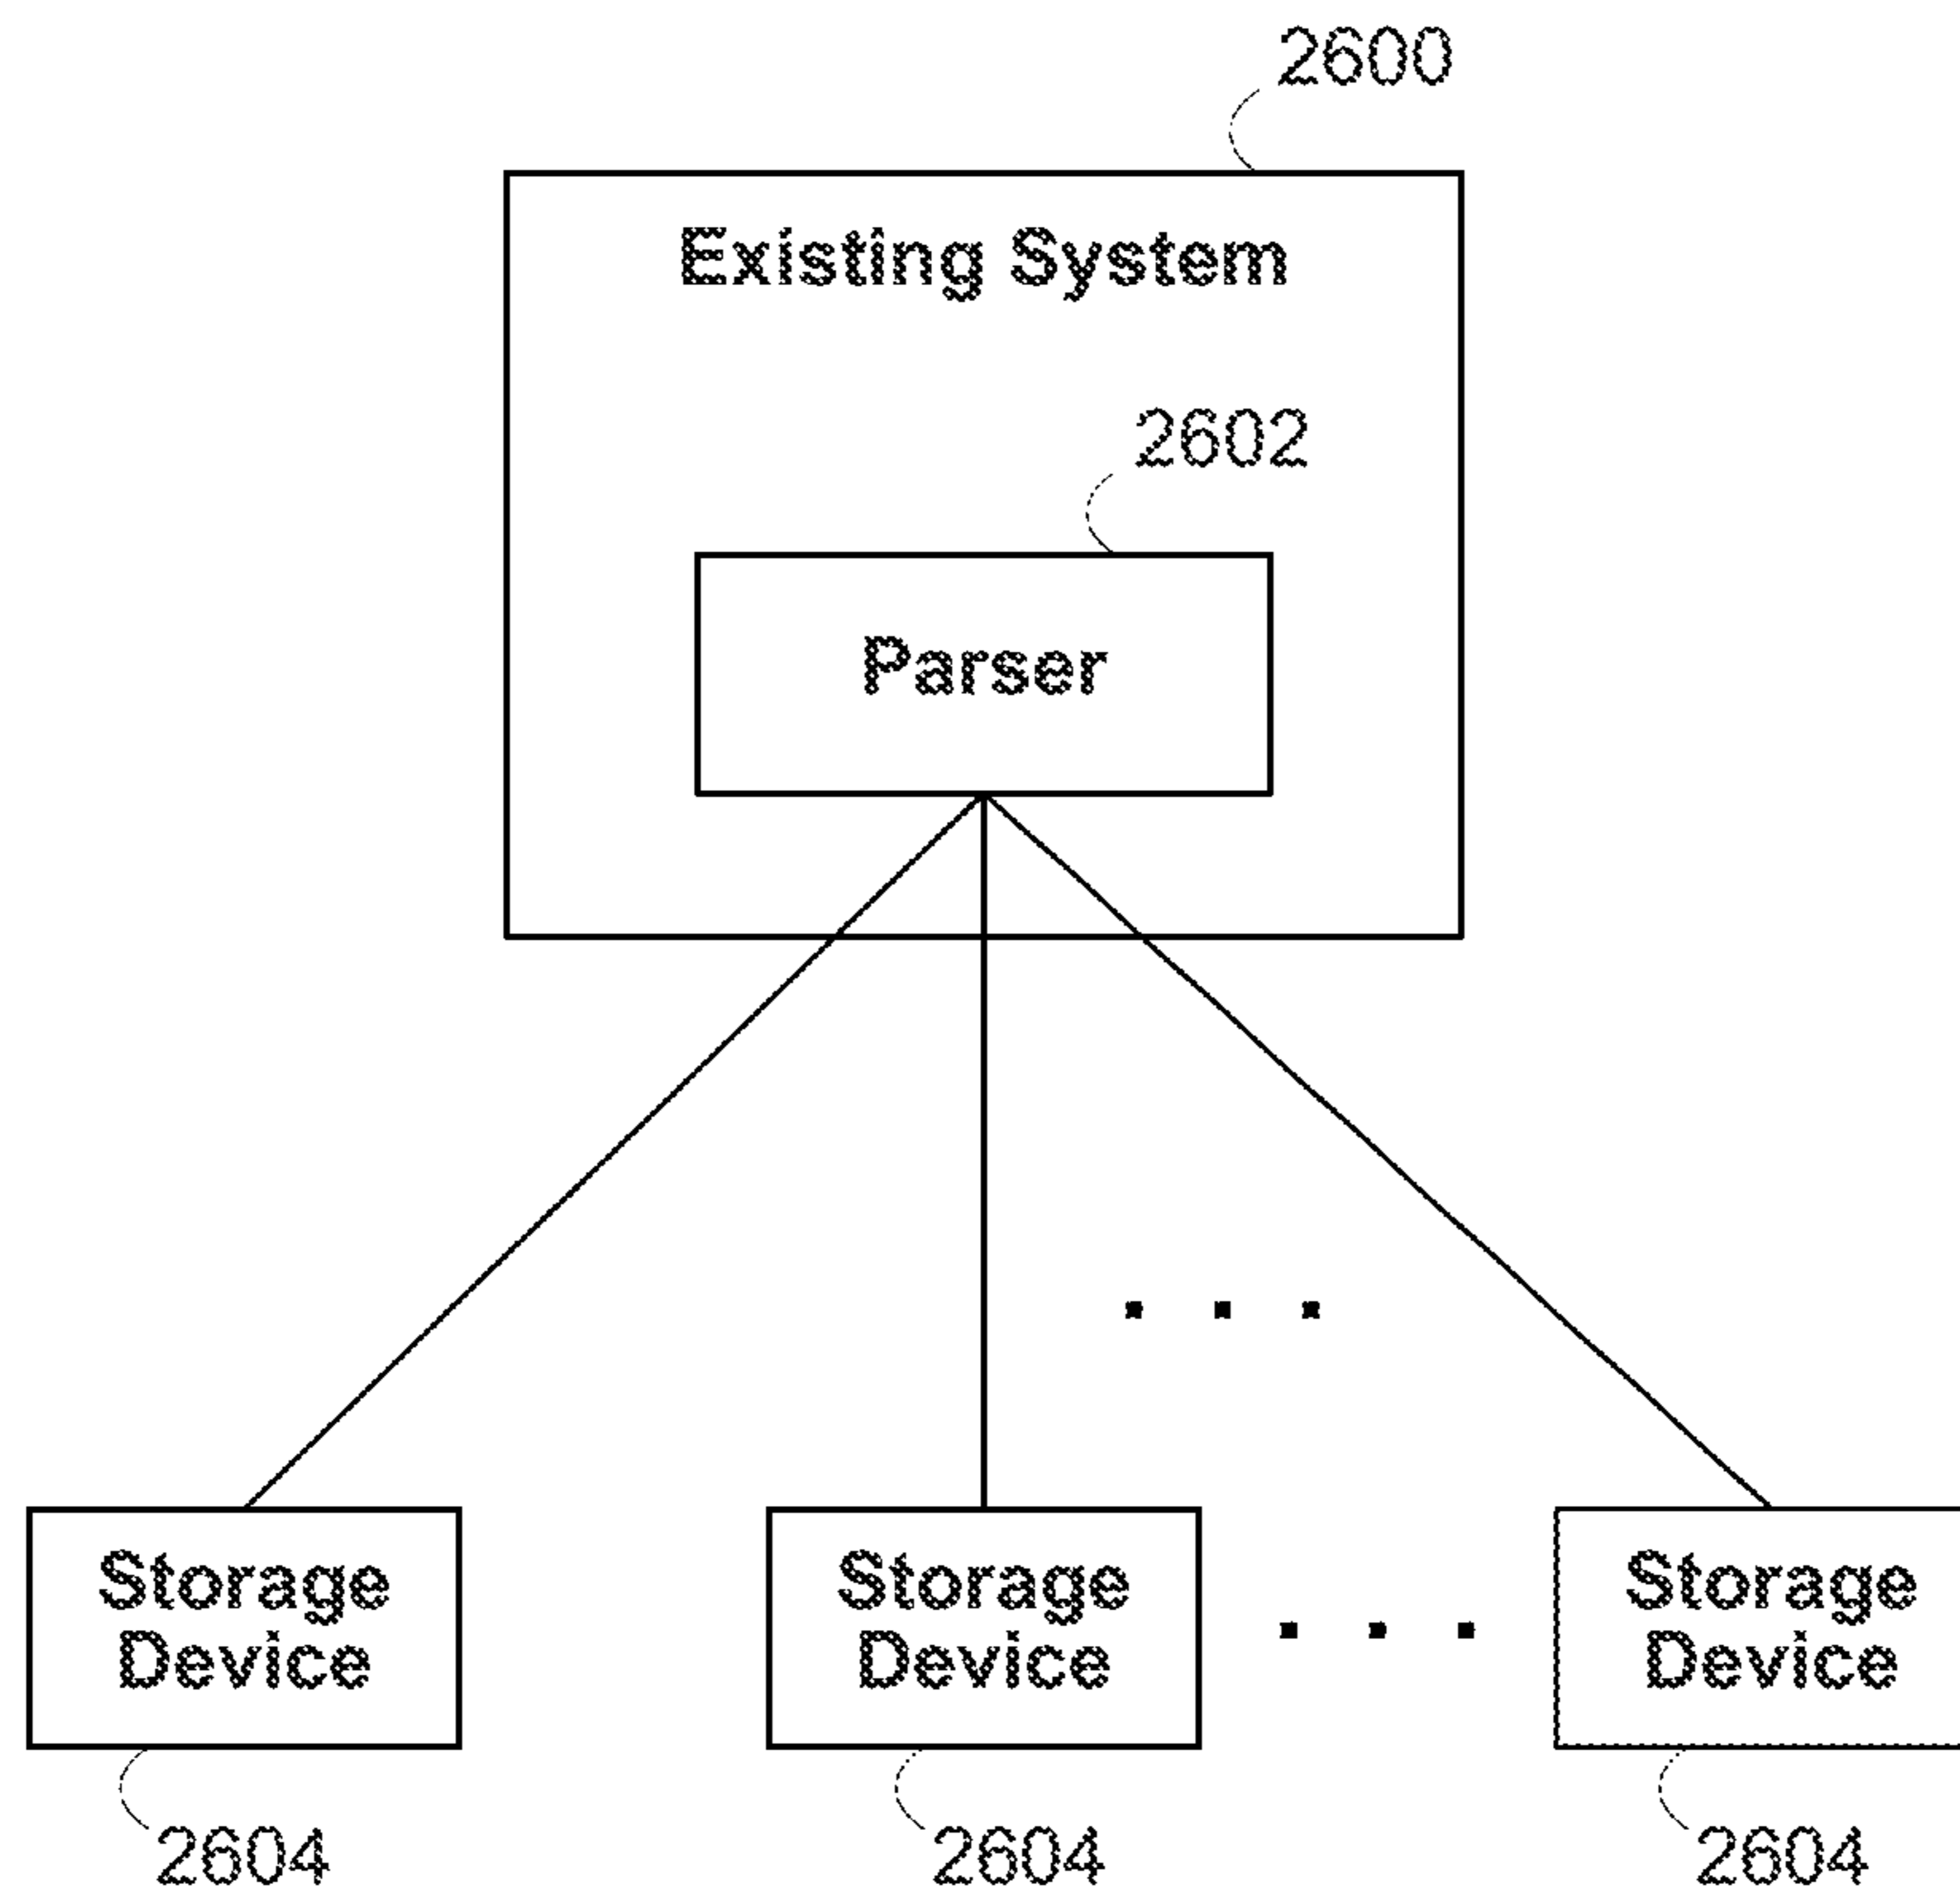 2600
Existing System
2602
Parser
. . .
Storage Device
Storage Device
. . .
Storage Device
2604
2604
2604